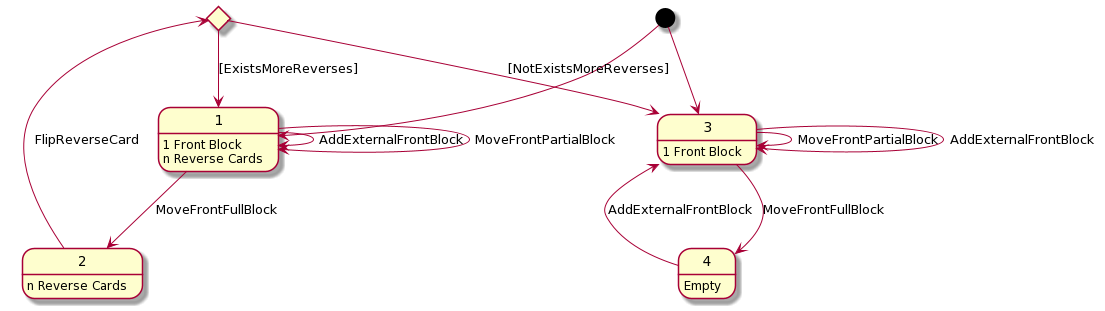 [ExistsMoreReverses]
[NotExistsMoreReverses]
1
1 Front Block
n Reverse Cards
AddExternalFrontBlock
MoveFrontPartialBlock
3
1 Front Block
MoveFrontPartialBlock
AddExternalFrontBlock
FlipReverseCard
MoveFrontFullBlock
AddExternalFrontBlock
MoveFrontFullBlock
2
n Reverse Cards
4
Empty